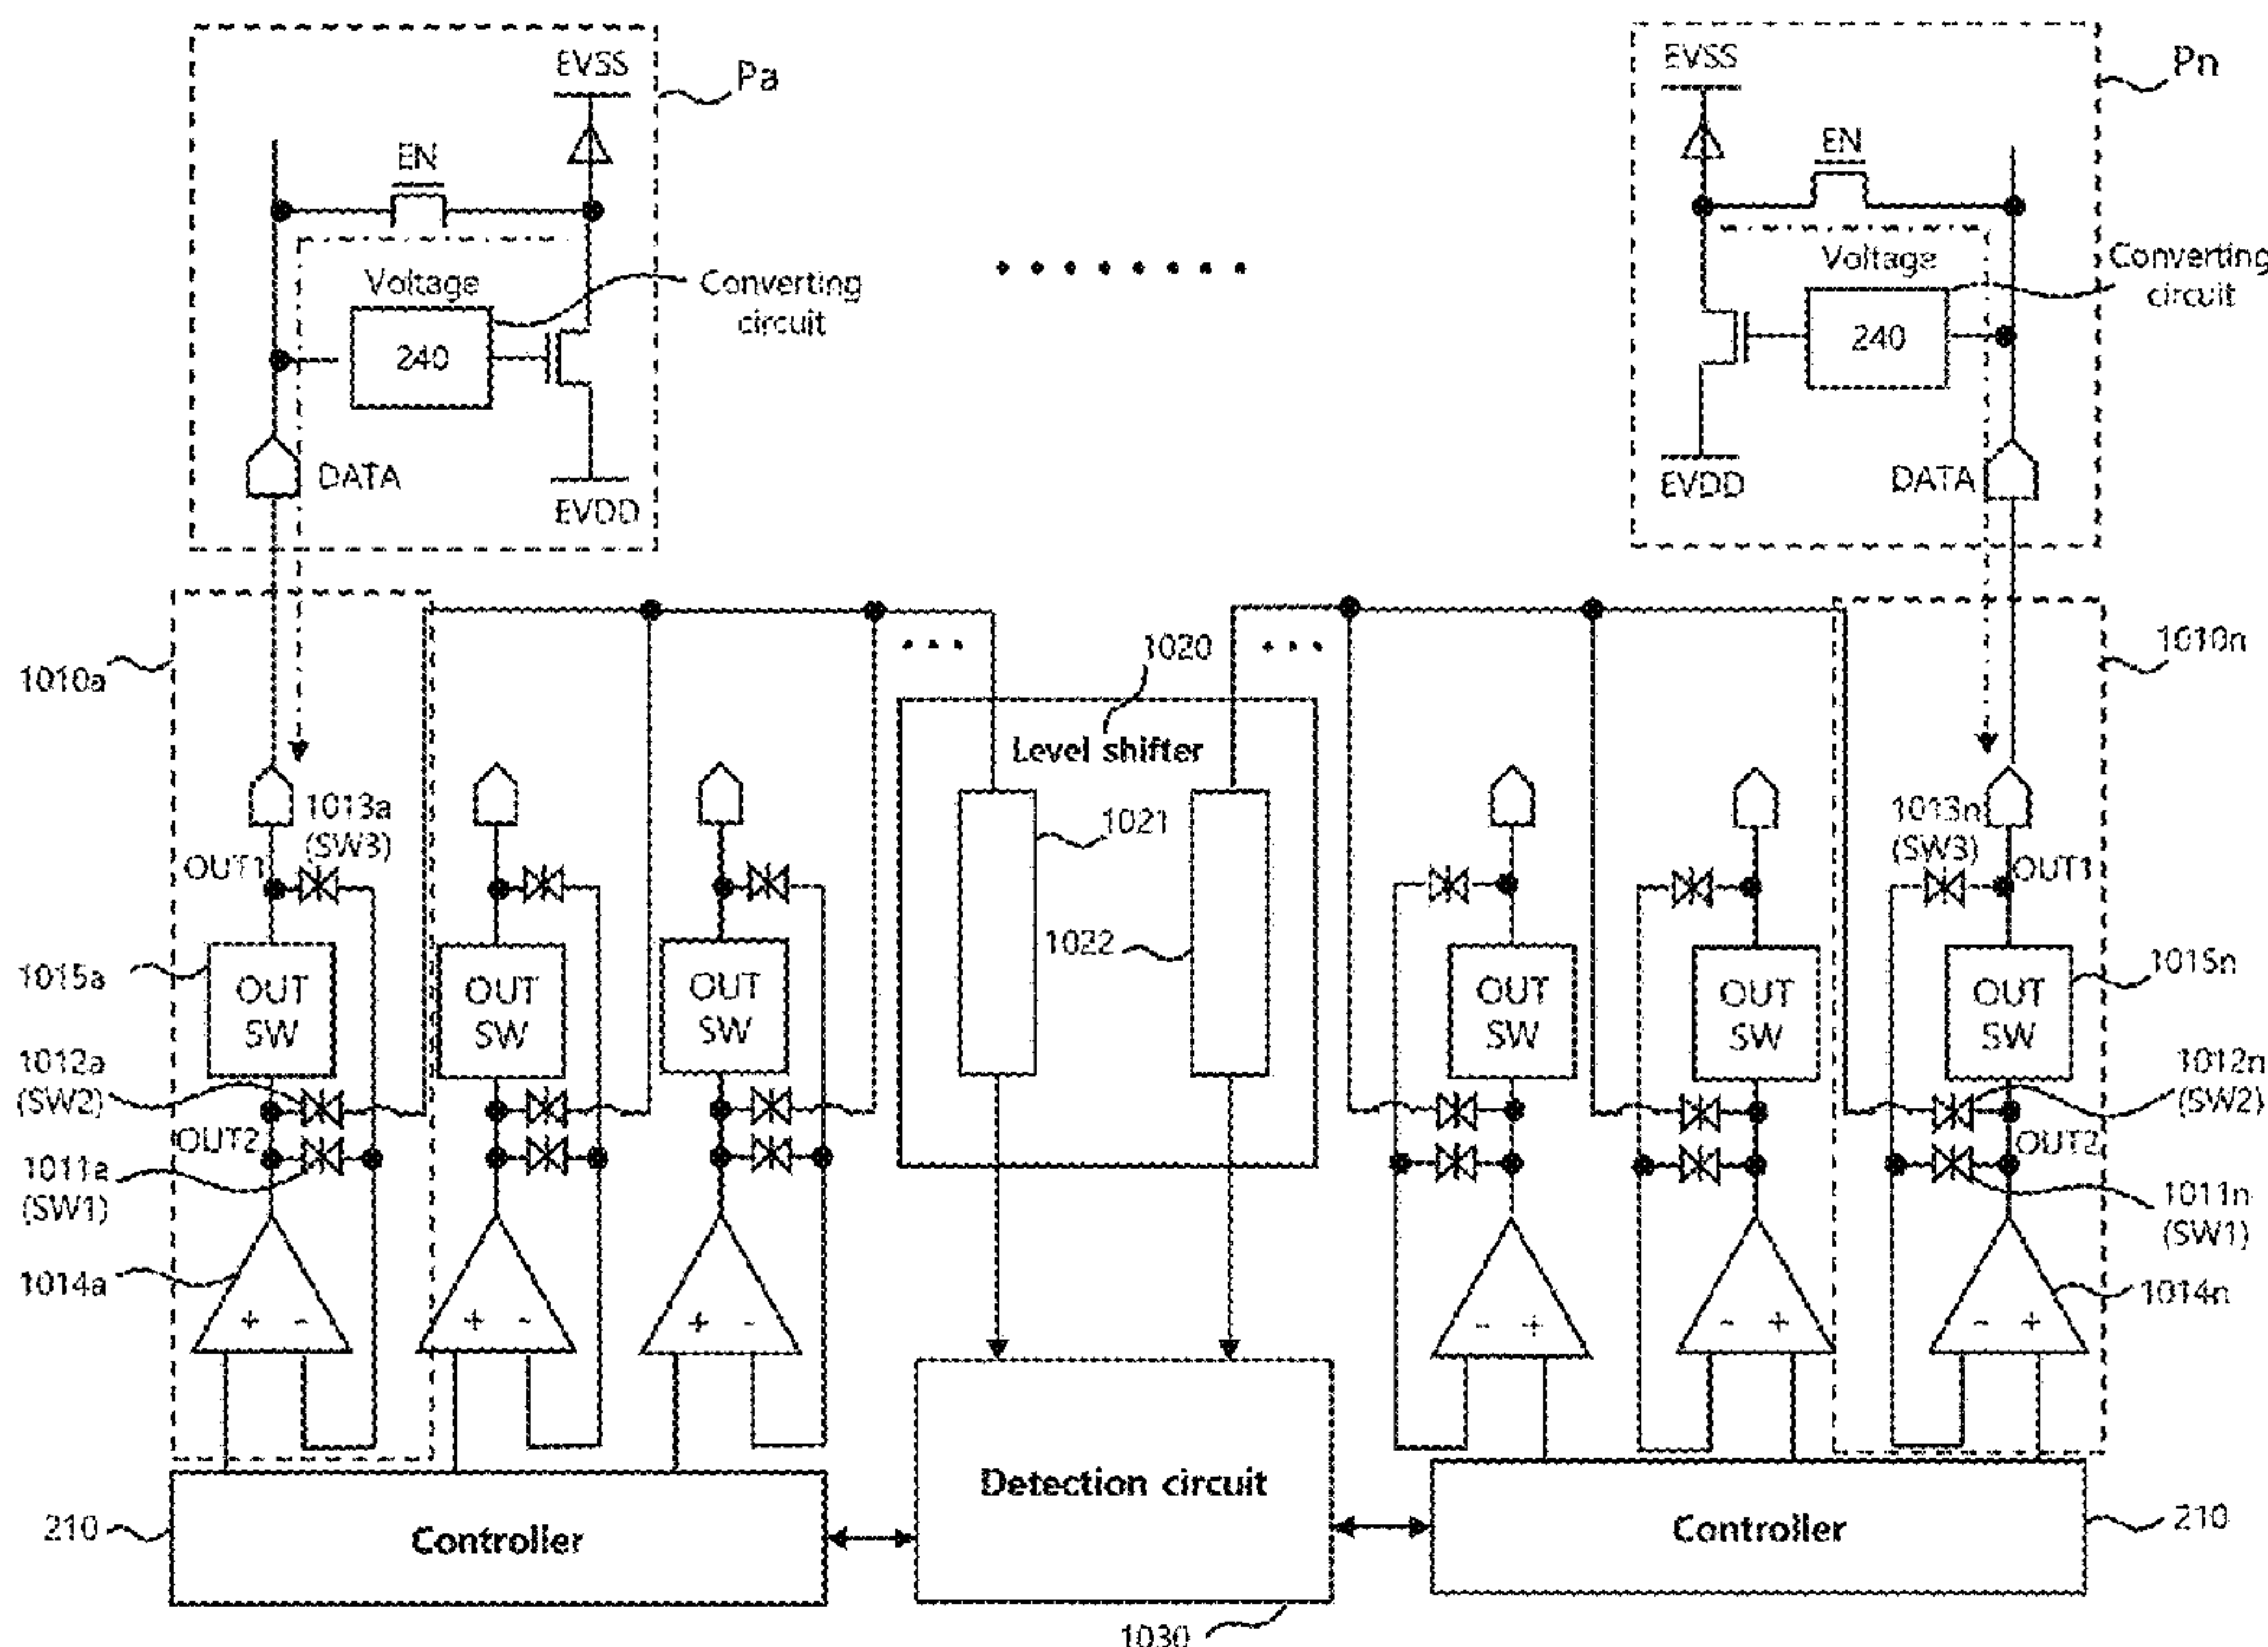 EVSS
Pa
EN
Voltage
Converting
circuit
240
DATA
EVDD
EVSS
Pn
EN
Voltage
Converting
circuit
240
DATA
EVDD
1010a
1020
1010n
Level shifter
1021
1022
1013a
(SW3)
OUT1
1013n
(SW3)
OUT1
1015a
OUT
SW
OUT
SW
OUT
SW
OUT
SW
OUT
SW
OUT
SW
1015n
1012a
(SW2)
OUT2
1011a
(SW1)
1012n
(SW2)
OUT2
1011n
(SW1)
1014a
+ -
+ -
+ -
- +
- +
- +
1014n
210
Controller
Detection circuit
Controller
210
1030